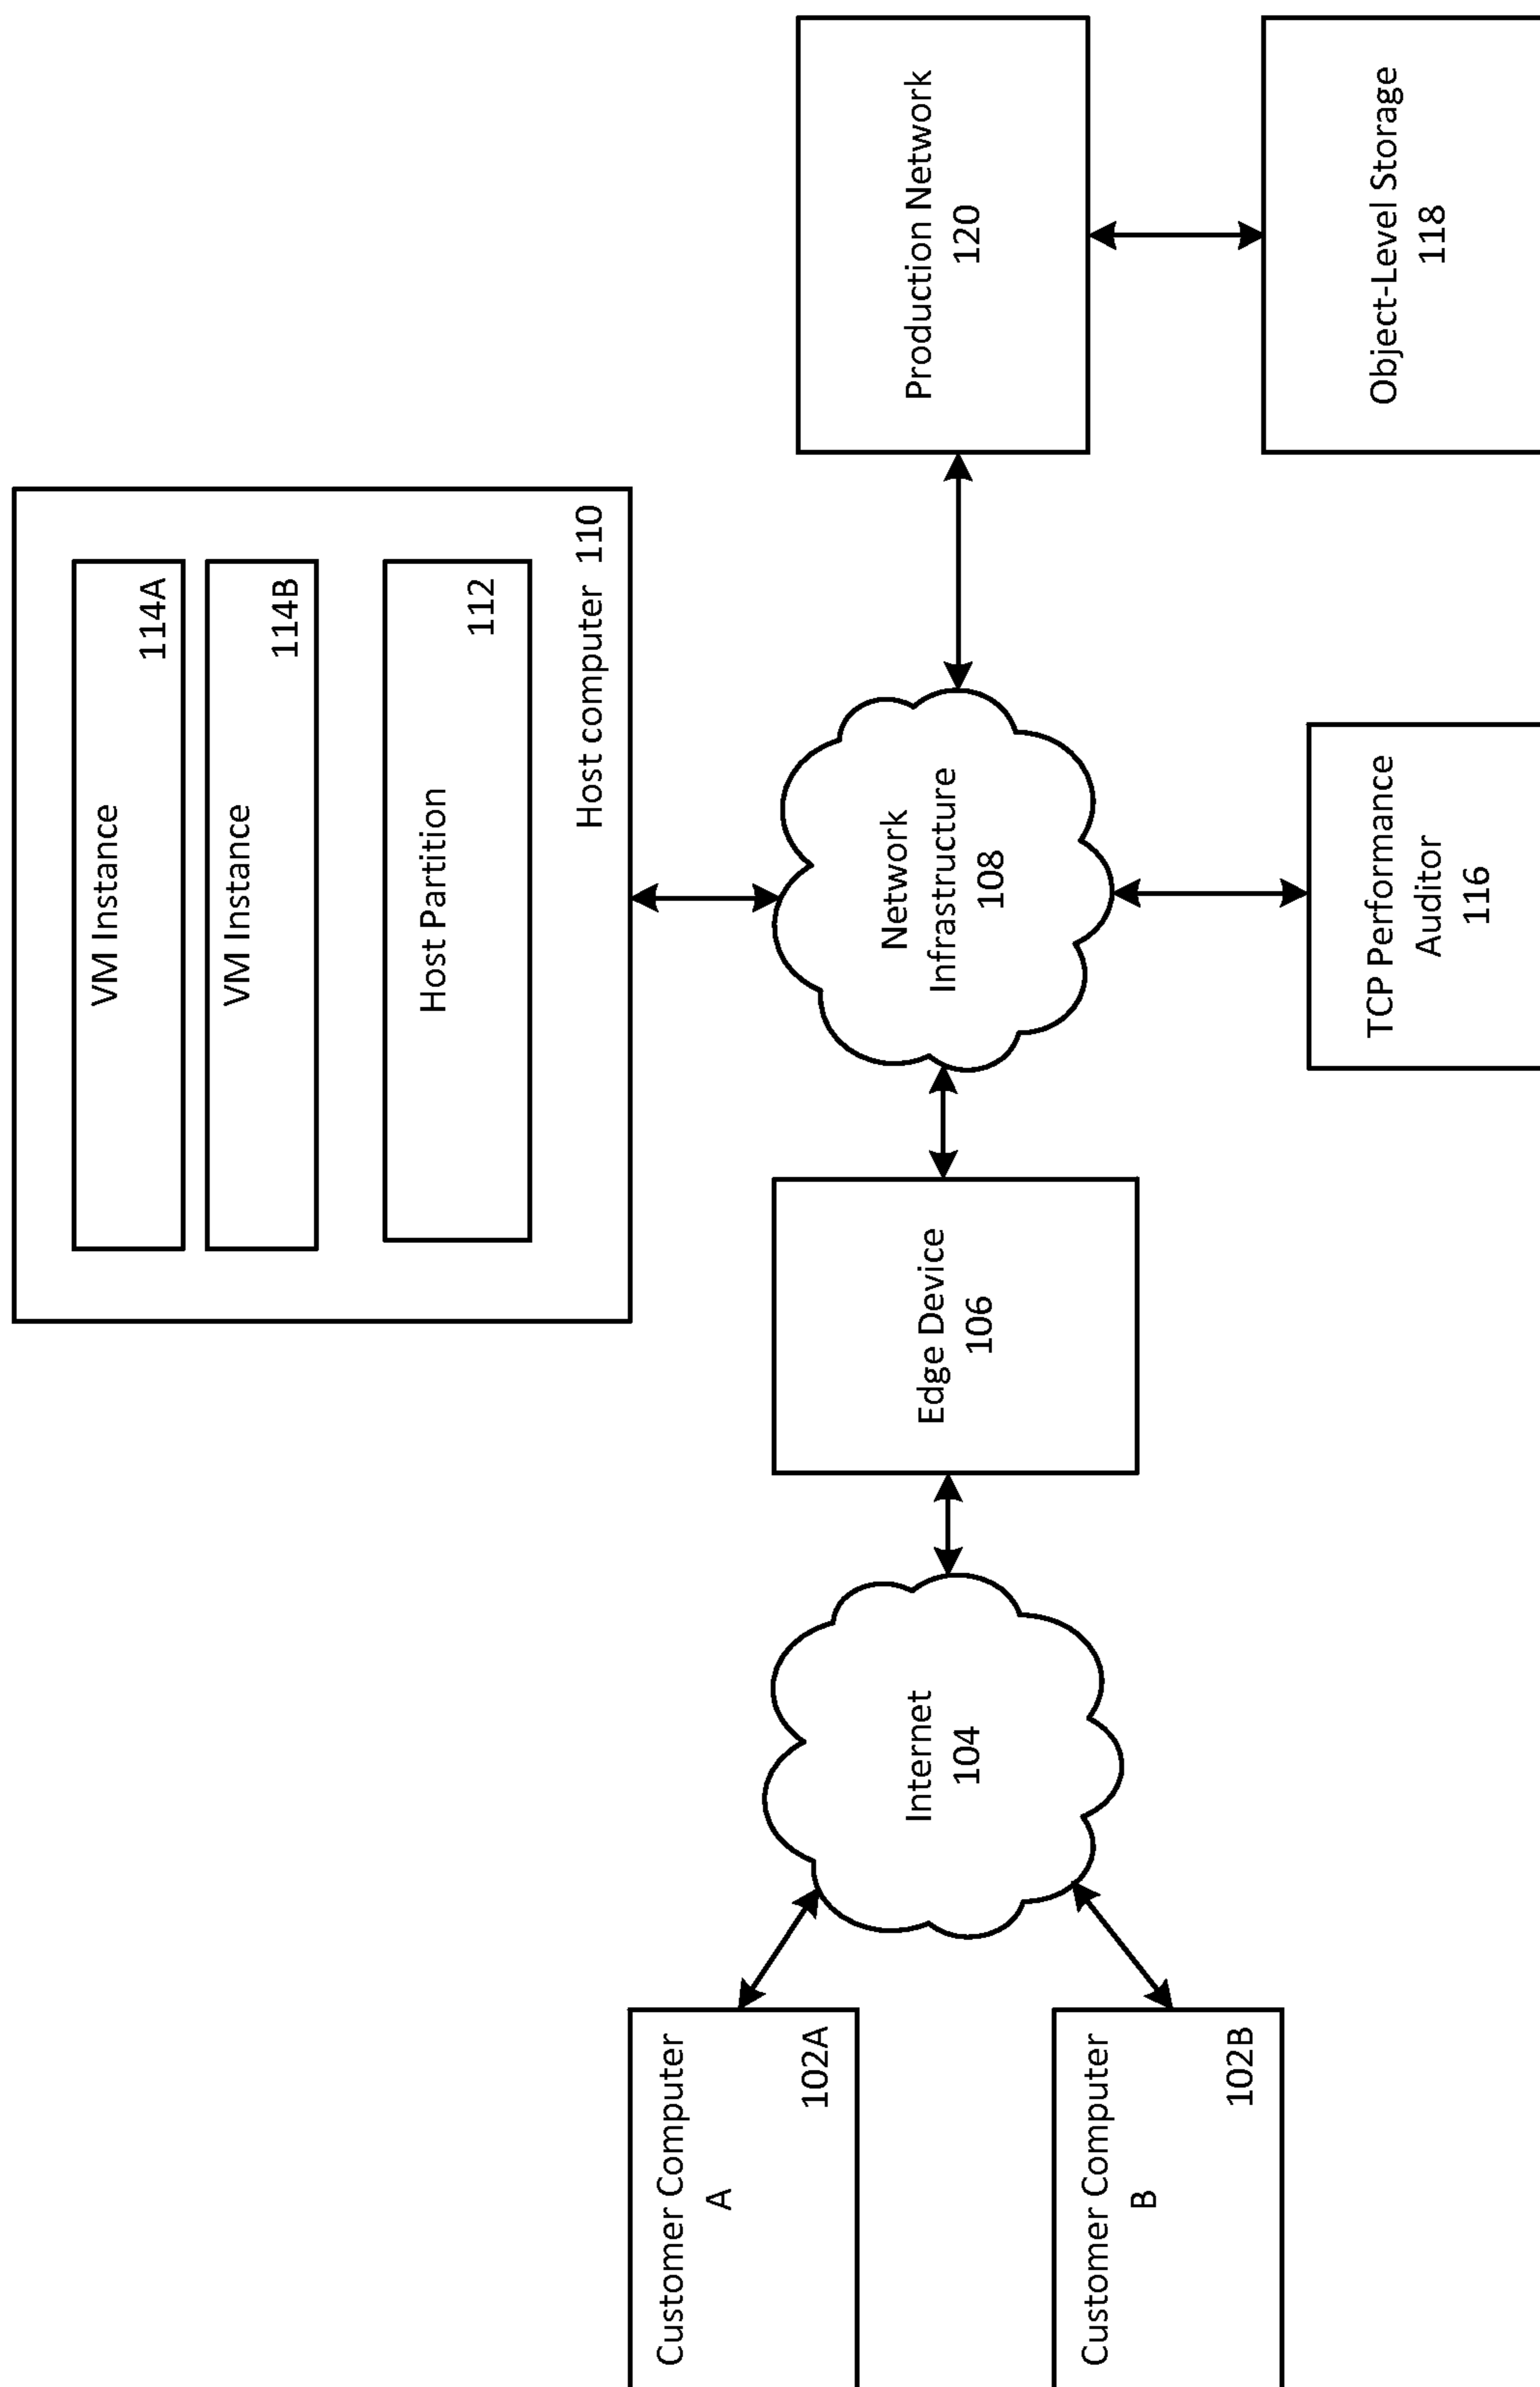 VM Instance
114A
VM Instance
114B
Host Partition
112
Host computer 110
Customer Computer
A
102A
Customer Computer
B
102B
Internet
104
Edge Device
106
Network
Infrastructure
108
Production Network
120
TCP Performance
Auditor
116
Object-Level Storage
118